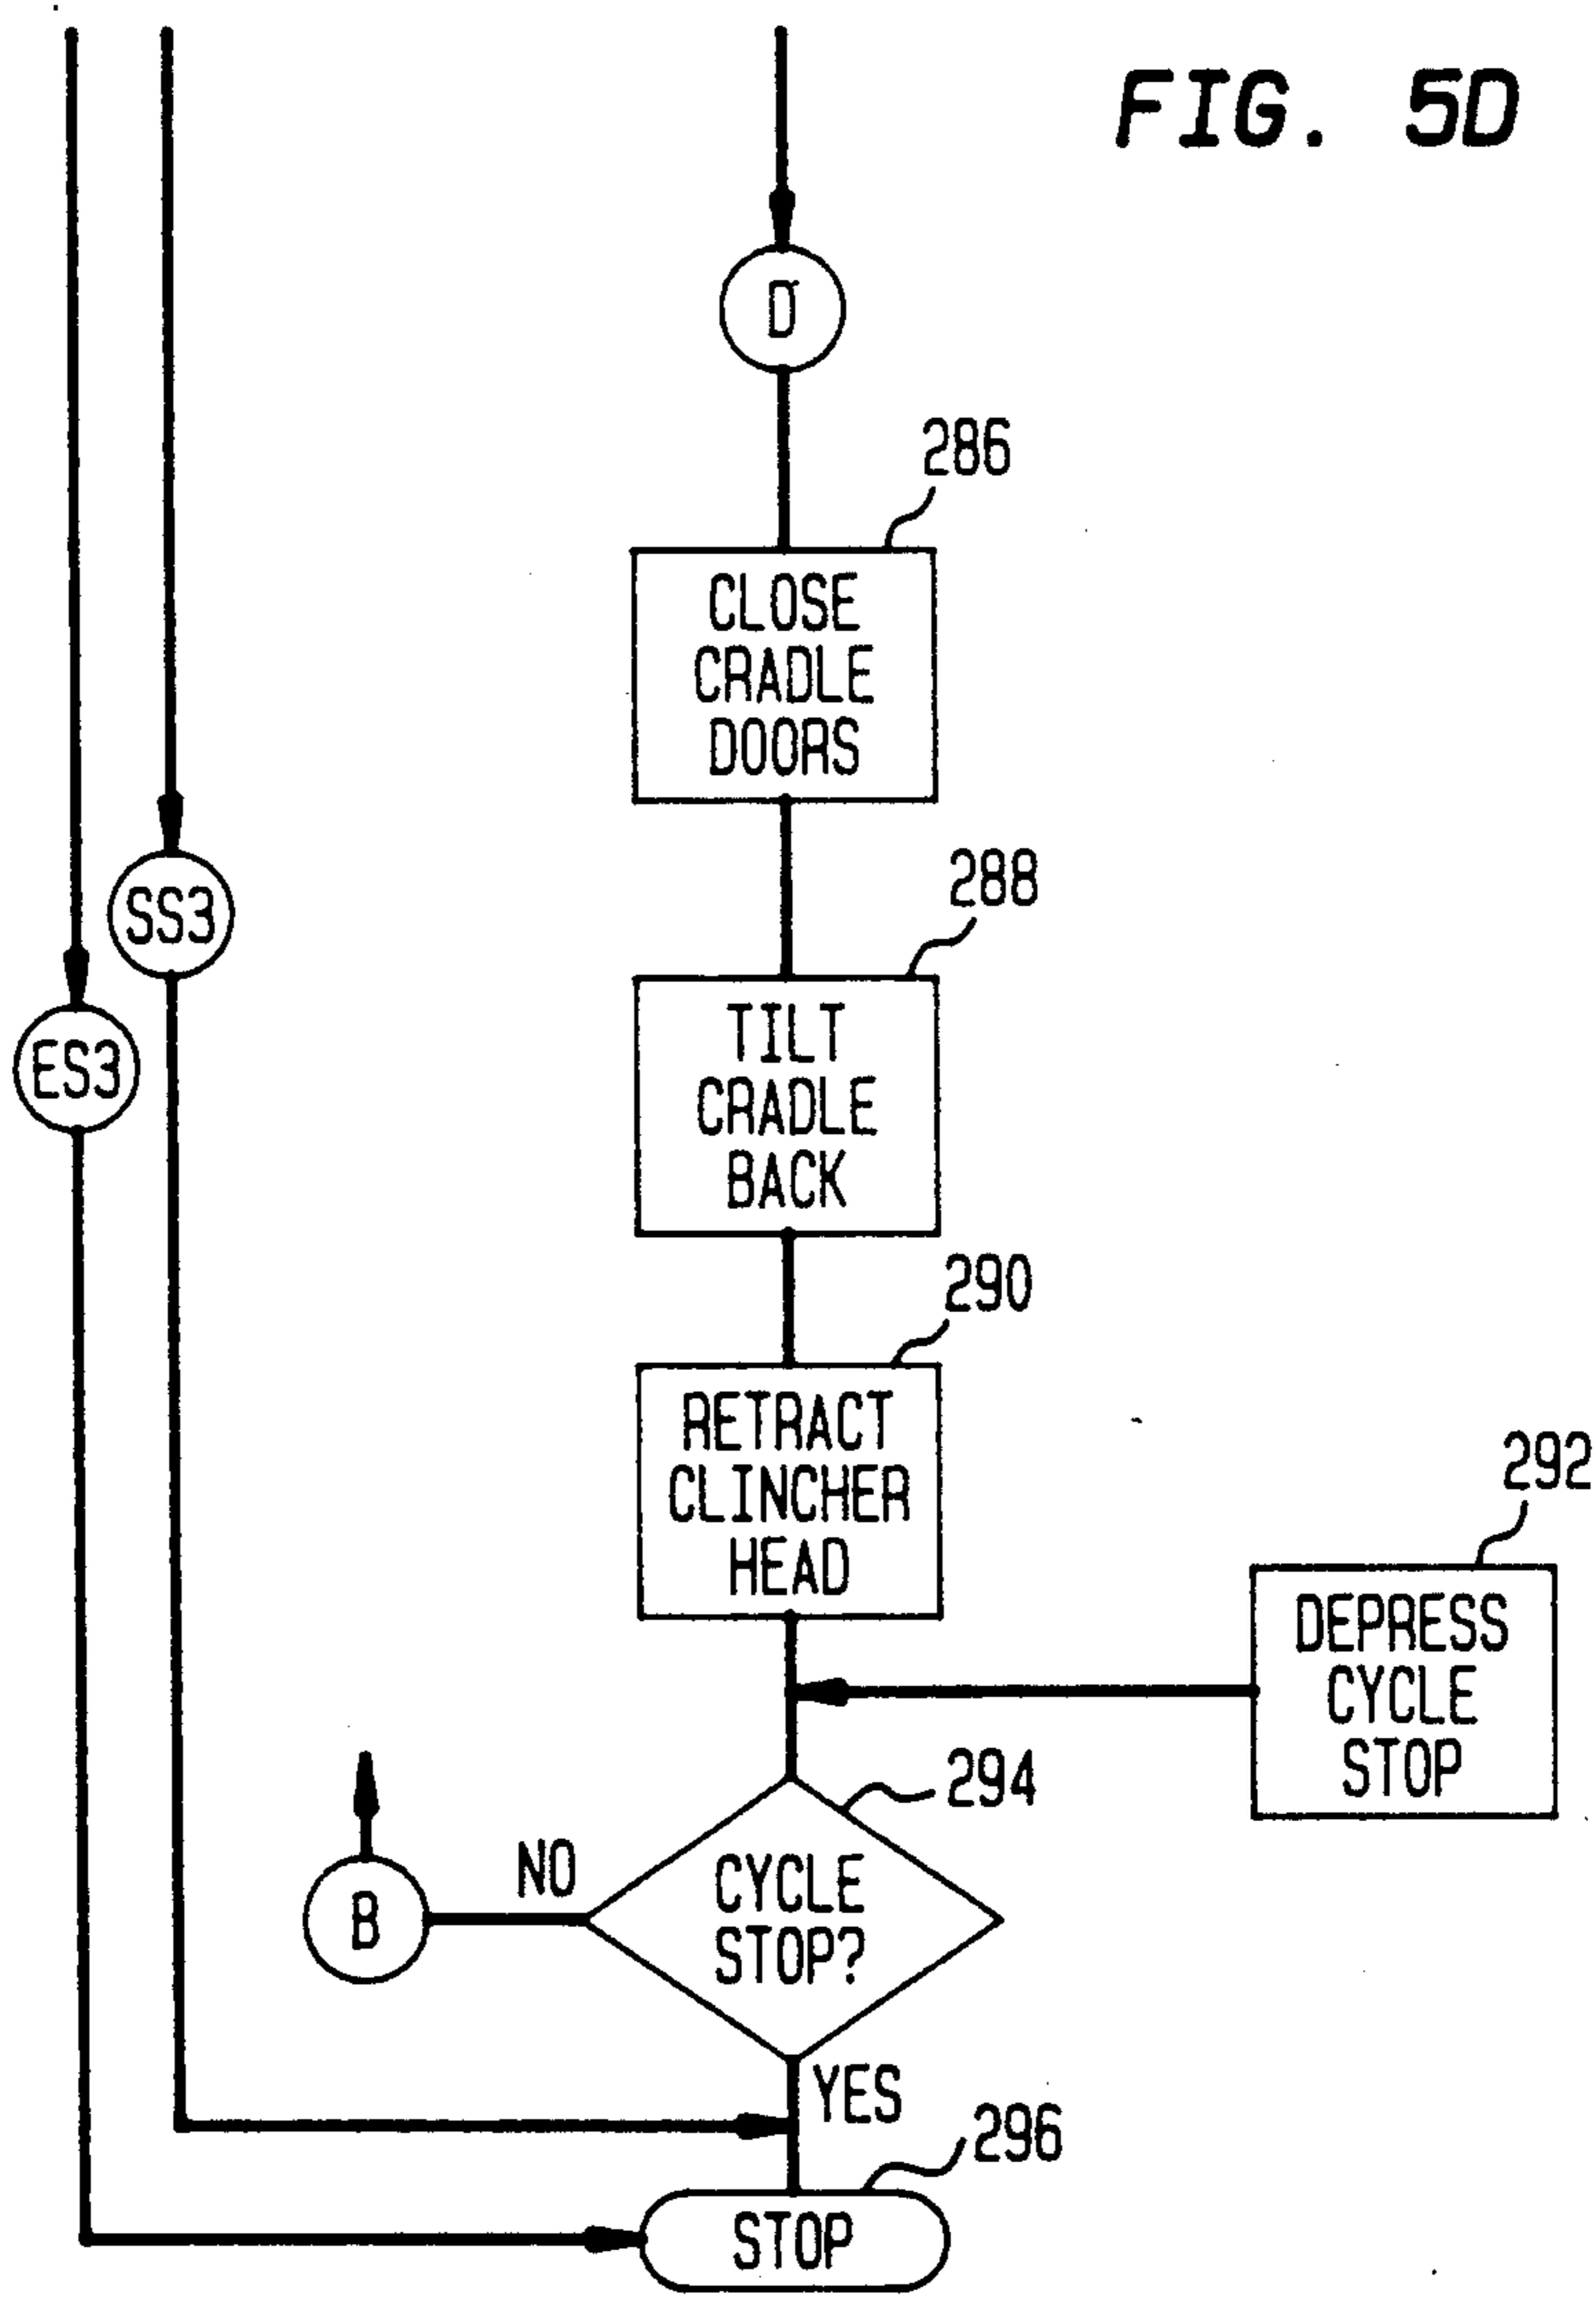 FIG. 5D
D
286
CLOSE
CRADLE
DOORS
288
SS3
TILT
CRADLE
BACK
ES3
290
RETRACT
CLINCHER
HEAD
292
DEPRESS
CYCLE
STOP
294
NO
B
CYCLE
STOP?
YES
296
STOP